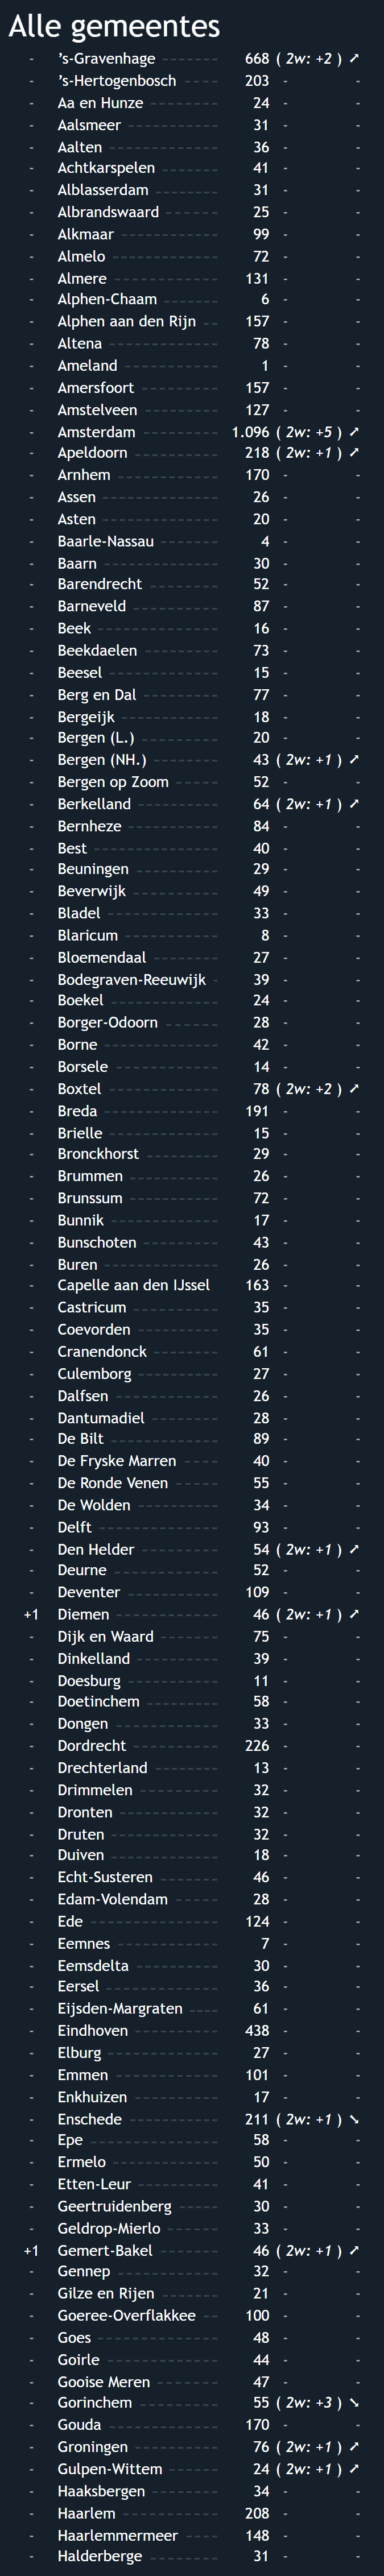 Alle gemeentes
- ’s-Gravenhage 668 ( 2w: +2 ) ↗
- ’s-Hertogenbosch 203 - -
- Aa en Hunze 24 - -
- Aalsmeer 31 - -
- Aalten 36 - -
- Achtkarspelen 41 - -
- Alblasserdam 31 - -
- Albrandswaard 25 - -
- Alkmaar 99 - -
- Almelo 72 - -
- Almere 131 - -
- Alphen-Chaam 6 - -
- Alphen aan den Rijn 157 - -
- Altena 78 - -
- Ameland 1 - -
- Amersfoort 157 - -
- Amstelveen 127 - -
- Amsterdam 1.096 ( 2w: +5 ) ↗
- Apeldoorn 218 ( 2w: +1 ) ↗
- Arnhem 170 - -
- Assen 26 - -
- Asten 20 - -
- Baarle-Nassau 4 - -
- Baarn 30 - -
- Barendrecht 52 - -
- Barneveld 87 - -
- Beek 16 - -
- Beekdaelen 73 - -
- Beesel 15 - -
- Berg en Dal 77 - -
- Bergeijk 18 - -
- Bergen (L.) 20 - -
- Bergen (NH.) 43 ( 2w: +1 ) ↗
- Bergen op Zoom 52 - -
- Berkelland 64 ( 2w: +1 ) ↗
- Bernheze 84 - -
- Best 40 - -
- Beuningen 29 - -
- Beverwijk 49 - -
- Bladel 33 - -
- Blaricum 8 - -
- Bloemendaal 27 - -
- Bodegraven-Reeuwijk 39 - -
- Boekel 24 - -
- Borger-Odoorn 28 - -
- Borne 42 - -
- Borsele 14 - -
- Boxtel 78 ( 2w: +2 ) ↗
- Breda 191 - -
- Brielle 15 - -
- Bronckhorst 29 - -
- Brummen 26 - -
- Brunssum 72 - -
- Bunnik 17 - -
- Bunschoten 43 - -
- Buren 26 - -
- Capelle aan den IJssel 163 - -
- Castricum 35 - -
- Coevorden 35 - -
- Cranendonck 61 - -
- Culemborg 27 - -
- Dalfsen 26 - -
- Dantumadiel 28 - -
- De Bilt 89 - -
- De Fryske Marren 40 - -
- De Ronde Venen 55 - -
- De Wolden 34 - -
- Delft 93 - -
- Den Helder 54 ( 2w: +1 ) ↗
- Deurne 52 - -
- Deventer 109 - -
+1 Diemen 46 ( 2w: +1 ) ↗
- Dijk en Waard 75 - -
- Dinkelland 39 - -
- Doesburg 11 - -
- Doetinchem 58 - -
- Dongen 33 - -
- Dordrecht 226 - -
- Drechterland 13 - -
- Drimmelen 32 - -
- Dronten 32 - -
- Druten 32 - -
- Duiven 18 - -
- Echt-Susteren 46 - -
- Edam-Volendam 28 - -
- Ede 124 - -
- Eemnes 7 - -
- Eemsdelta 30 - -
- Eersel 36 - -
- Eijsden-Margraten 61 - -
- Eindhoven 438 - -
- Elburg 27 - -
- Emmen 101 - -
- Enkhuizen 17 - -
- Enschede 211 ( 2w: +1 ) ↘
- Epe 58 - -
- Ermelo 50 - -
- Etten-Leur 41 - -
- Geertruidenberg 30 - -
- Geldrop-Mierlo 33 - -
+1 Gemert-Bakel 46 ( 2w: +1 ) ↗
- Gennep 32 - -
- Gilze en Rijen 21 - -
- Goeree-Overflakkee 100 - -
- Goes 48 - -
- Goirle 44 - -
- Gooise Meren 47 - -
- Gorinchem 55 ( 2w: +3 ) ↘
- Gouda 170 - -
- Groningen 76 ( 2w: +1 ) ↗
- Gulpen-Wittem 24 ( 2w: +1 ) ↗
- Haaksbergen 34 - -
- Haarlem 208 - -
- Haarlemmermeer 148 - -
- Halderberge 31 - -